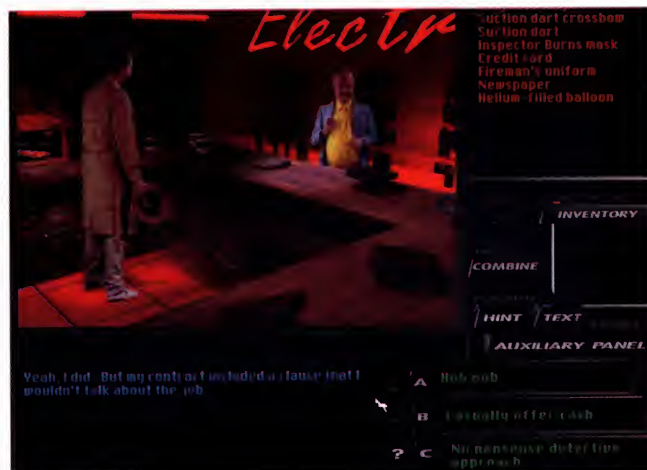 Electr
Suction dart crossbow
Suction dart
Inspector Burns mask
Credit Ford
Fireman's uniform
Newspaper
Helium-filled balloon
INVENTORY
COMBINE
HINT TEXT
AUXILIARY PANEL
Yeah, I did. But my contract included a clause that I
wouldn't talk about the job
A Hob nob
B Casually offer cash
? C No nonsense detective
approach